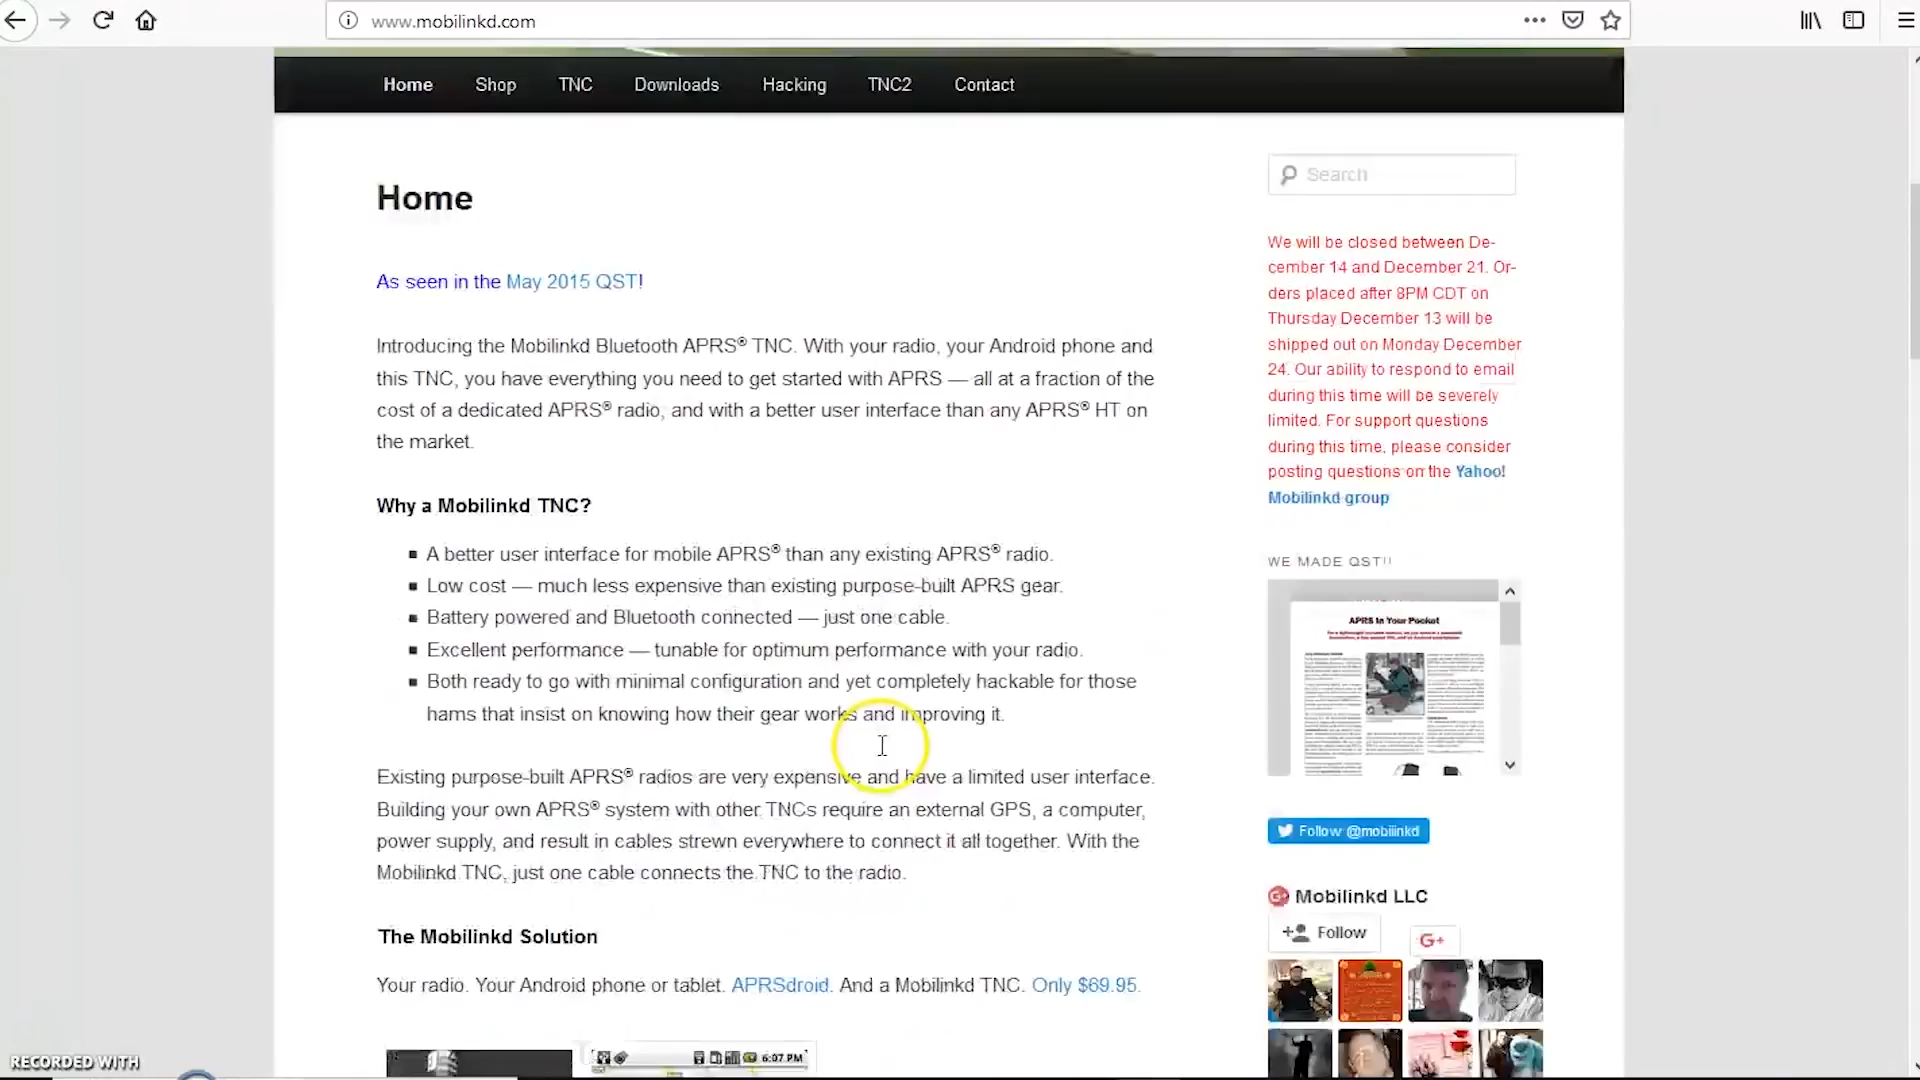 www.mobilinkd.com
Home Shop TNC Downloads Hacking TNC2 Contact
Home
As seen in the May 2015 QST!
Introducing the Mobilinkd Bluetooth APRS® TNC. With your radio, your Android phone and
this TNC, you have everything you need to get started with APRS — all at a fraction of the
cost of a dedicated APRS® radio, and with a better user interface than any APRS® HT on
the market.
Why a Mobilinkd TNC?
A better user interface for mobile APRS® than any existing APRS® radio.
Low cost — much less expensive than existing purpose-built APRS gear.
Battery powered and Bluetooth connected — just one cable.
Excellent performance — tunable for optimum performance with your radio.
Both ready to go with minimal configuration and yet completely hackable for those
hams that insist on knowing how their gear works and improving it.
Existing purpose-built APRS® radios are very expensive and have a limited user interface.
Building your own APRS® system with other TNCs require an external GPS, a computer,
power supply, and result in cables strewn everywhere to connect it all together. With the
Mobilinkd TNC, just one cable connects the TNC to the radio.
The Mobilinkd Solution
Your radio. Your Android phone or tablet. APRSdroid. And a Mobilinkd TNC. Only $69.95.
6:07 PM
Search
We will be closed between De-
cember 14 and December 21. Or-
ders placed after 8PM CDT on
Thursday December 13 will be
shipped out on Monday December
24. Our ability to respond to email
during this time will be severely
limited. For support questions
during this time, please consider
posting questions on the Yahoo!
Mobilinkd group
WE MADE QST!!
APRS In Your Pocket
Follow @mobilinkd
G+ Mobilinkd LLC
Follow
G+
RECORDED WITH